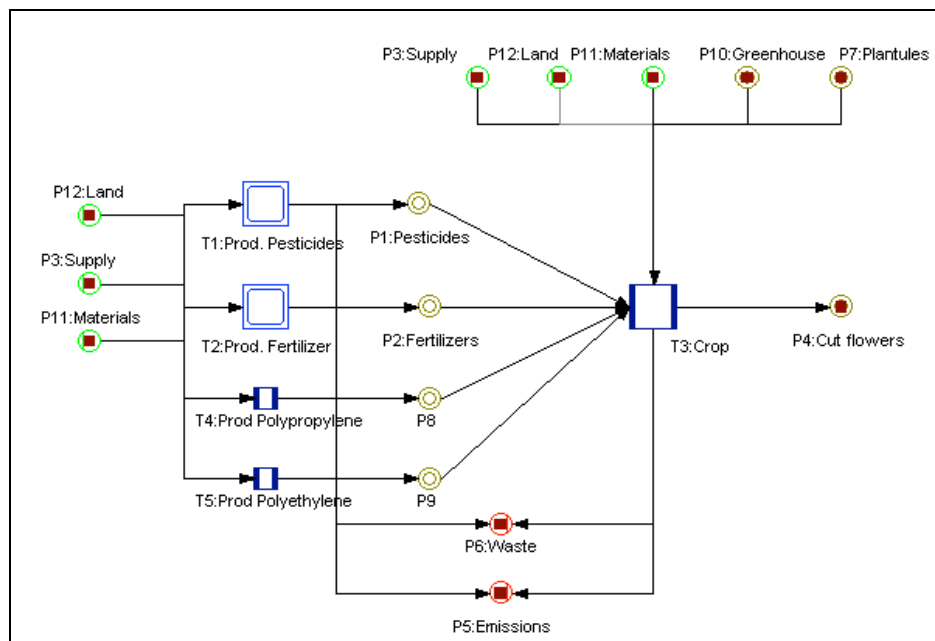 P3:Supply
P12:Land
P11:Materials
P10:Greenhouse
P7:Plantules
P12:Land
T1:Prod. Pesticides
P1:Pesticides
P3:Supply
P11:Materials
T2:Prod. Fertilizer
P2:Fertilizers
T3:Crop
P4:Cut flowers
T4:Prod Polypropylene
P8
T5:Prod Polyethylene
P9
P6:Waste
P5:Emissions